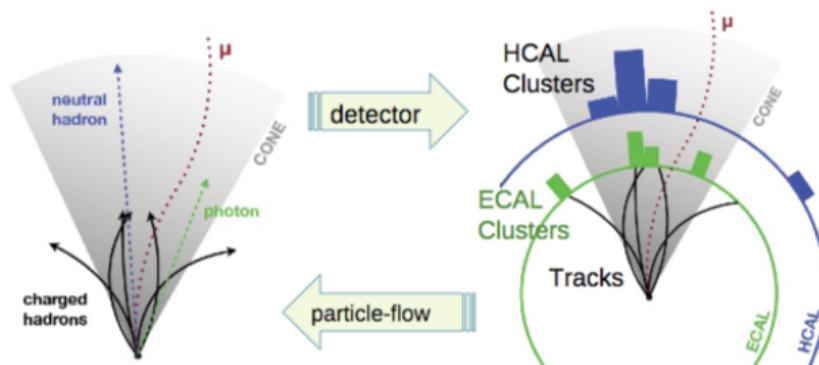 μ
neutral
hadron
CONE
photon
charged
hadrons
detector
particle-flow
μ
HCAL
Clusters
CONE
ECAL
Clusters
Tracks
ECAL
HCAL